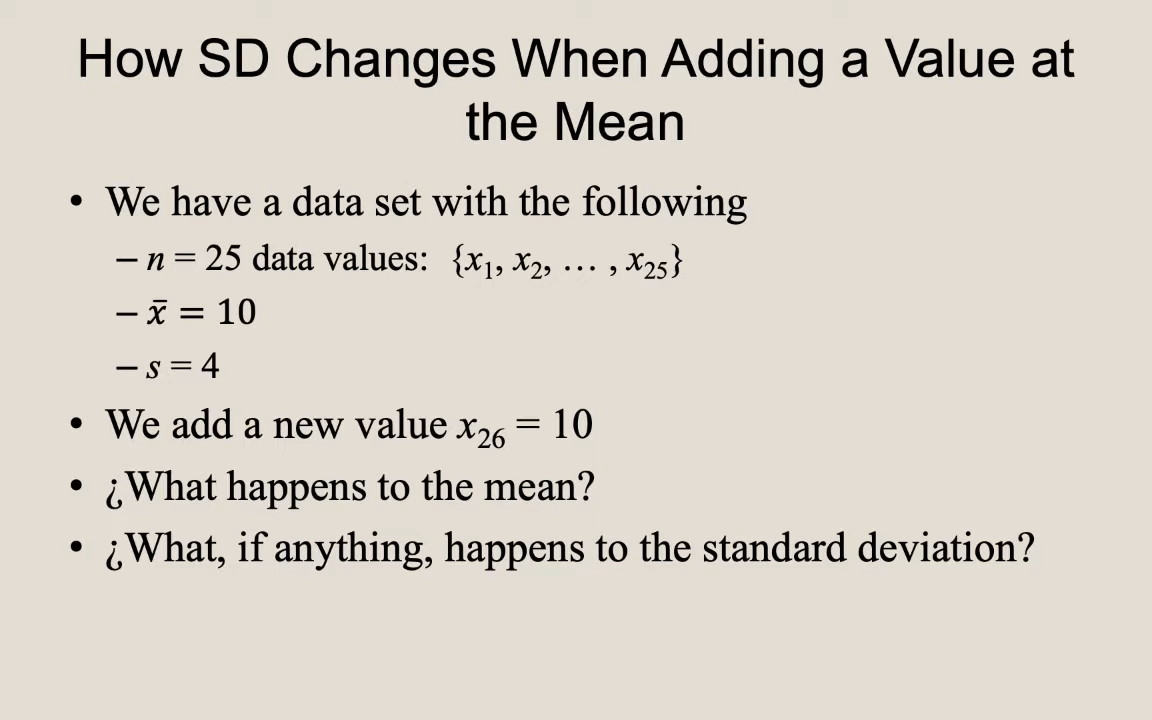 How SD Changes When Adding a Value at
the Mean
• We have a data set with the following
– n = 25 data values: {x₁, x₂, … , x₂₅}
– x̄ = 10
– s = 4
• We add a new value x₂₆ = 10
• ¿What happens to the mean?
• ¿What, if anything, happens to the standard deviation?